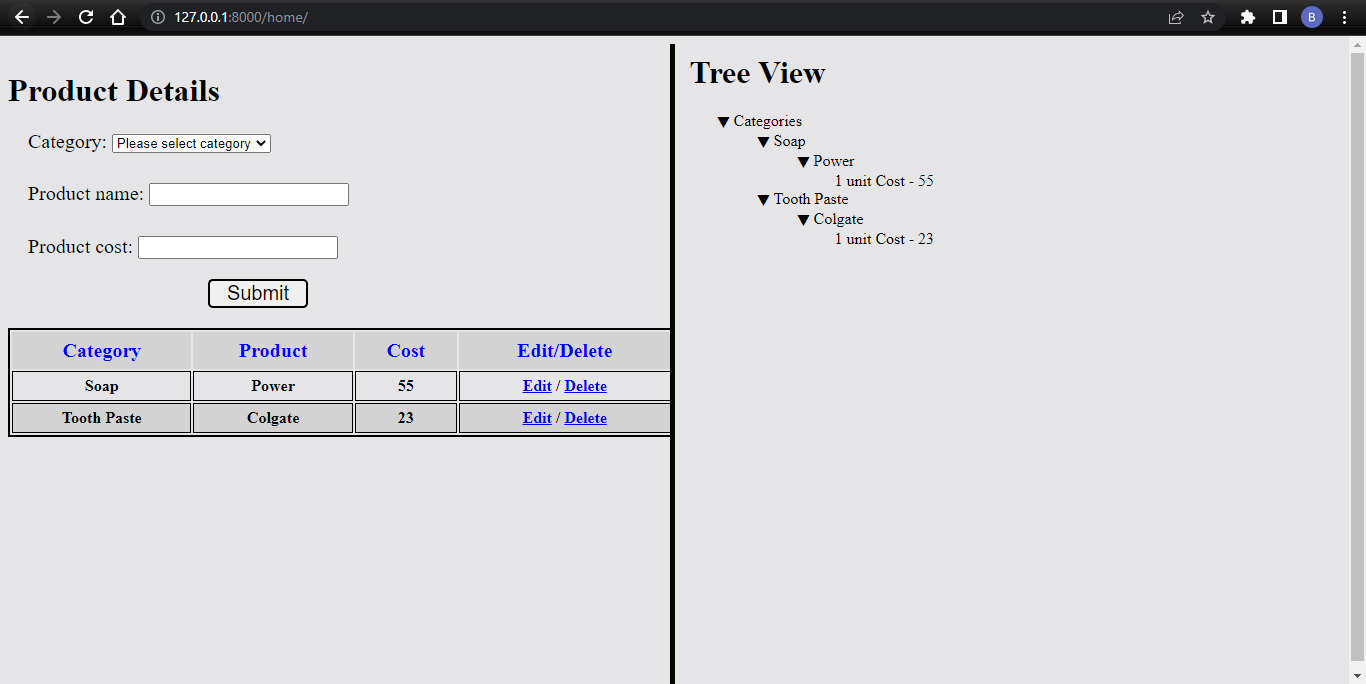 127.0.0.1:8000/home/
B
Product Details
Category: Please select category
Product name:
Product cost:
Submit
Category Product Cost Edit/Delete
Soap Power 55 Edit / Delete
Tooth Paste Colgate 23 Edit / Delete
Tree View
Categories
Soap
Power
1 unit Cost - 55
Tooth Paste
Colgate
1 unit Cost - 23